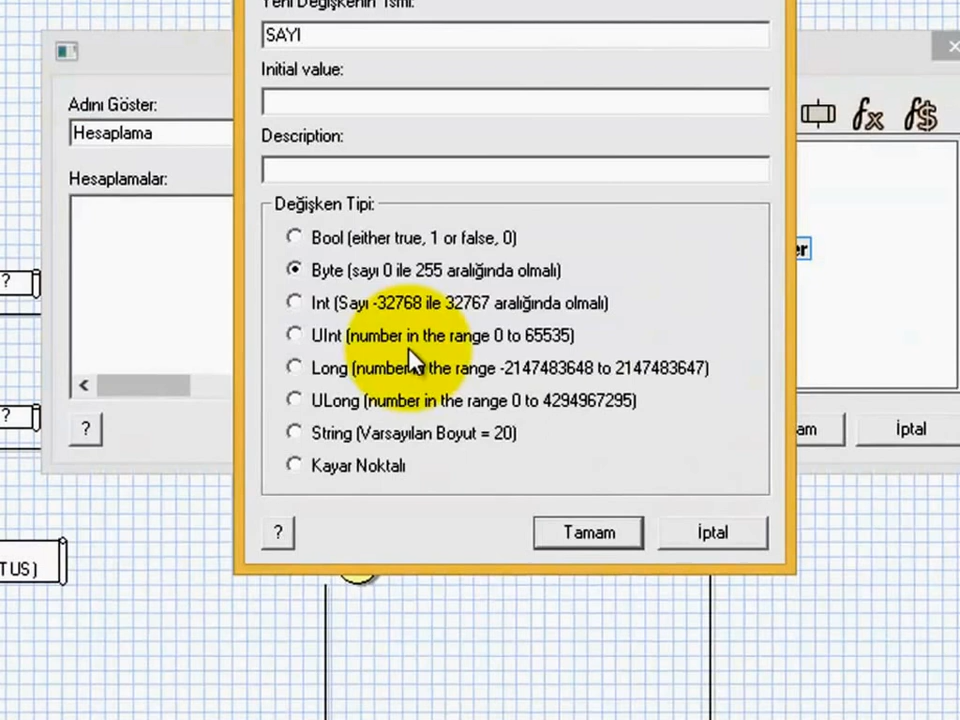 Yeni Değişkenin İsmi:
SAYI
Initial value:
Description:
Değişken Tipi:
Bool (either true, 1 or false, 0)
Byte (sayı 0 ile 255 aralığında olmalı)
Int (Sayı -32768 ile 32767 aralığında olmalı)
UInt (number in the range 0 to 65535)
Long (number the range -2147483648 to 2147483647)
ULong (number in the range 0 to 4294967295)
String (Varsayılan Boyut = 20)
Kayar Noktalı
?
Tamam
İptal
Adını Göster:
Hesaplama
Hesaplamalar:
?
fx
f$
er
am
İptal
?
?
TUS)